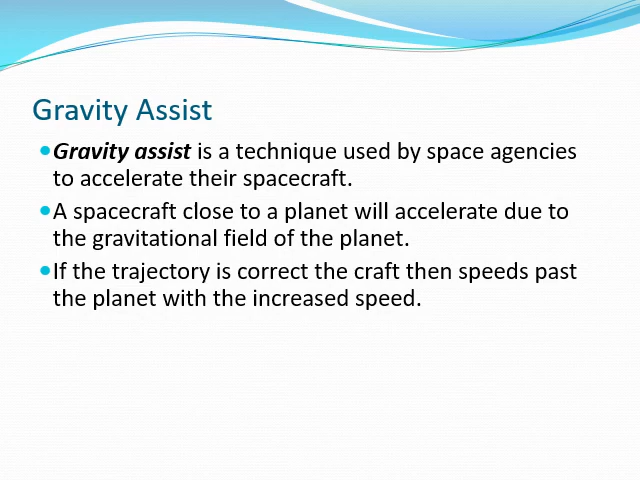 Gravity Assist
•Gravity assist is a technique used by space agencies
to accelerate their spacecraft.
•A spacecraft close to a planet will accelerate due to
the gravitational field of the planet.
•If the trajectory is correct the craft then speeds past
the planet with the increased speed.